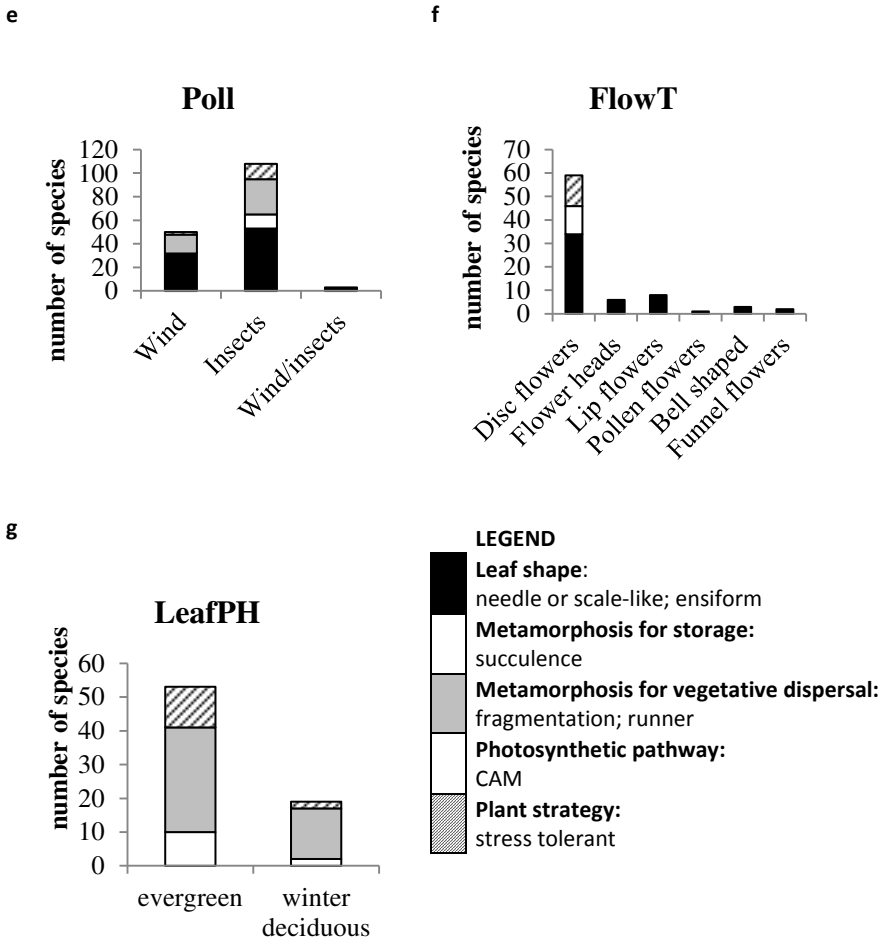 e
f
Poll
number of species
120
100
80
60
40
20
0
Wind
Insects
Wind/insects
FlowT
number of species
70
60
50
40
30
20
10
0
Disc flowers
Flower heads
Lip flowers
Pollen flowers
Bell shaped
Funnel flowers
g
LeafPH
number of species
60
50
40
30
20
10
0
evergreen
winter
deciduous
LEGEND
Leaf shape:
needle or scale-like; ensiform
Metamorphosis for storage:
succulence
Metamorphosis for vegetative dispersal:
fragmentation; runner
Photosynthetic pathway:
CAM
Plant strategy:
stress tolerant